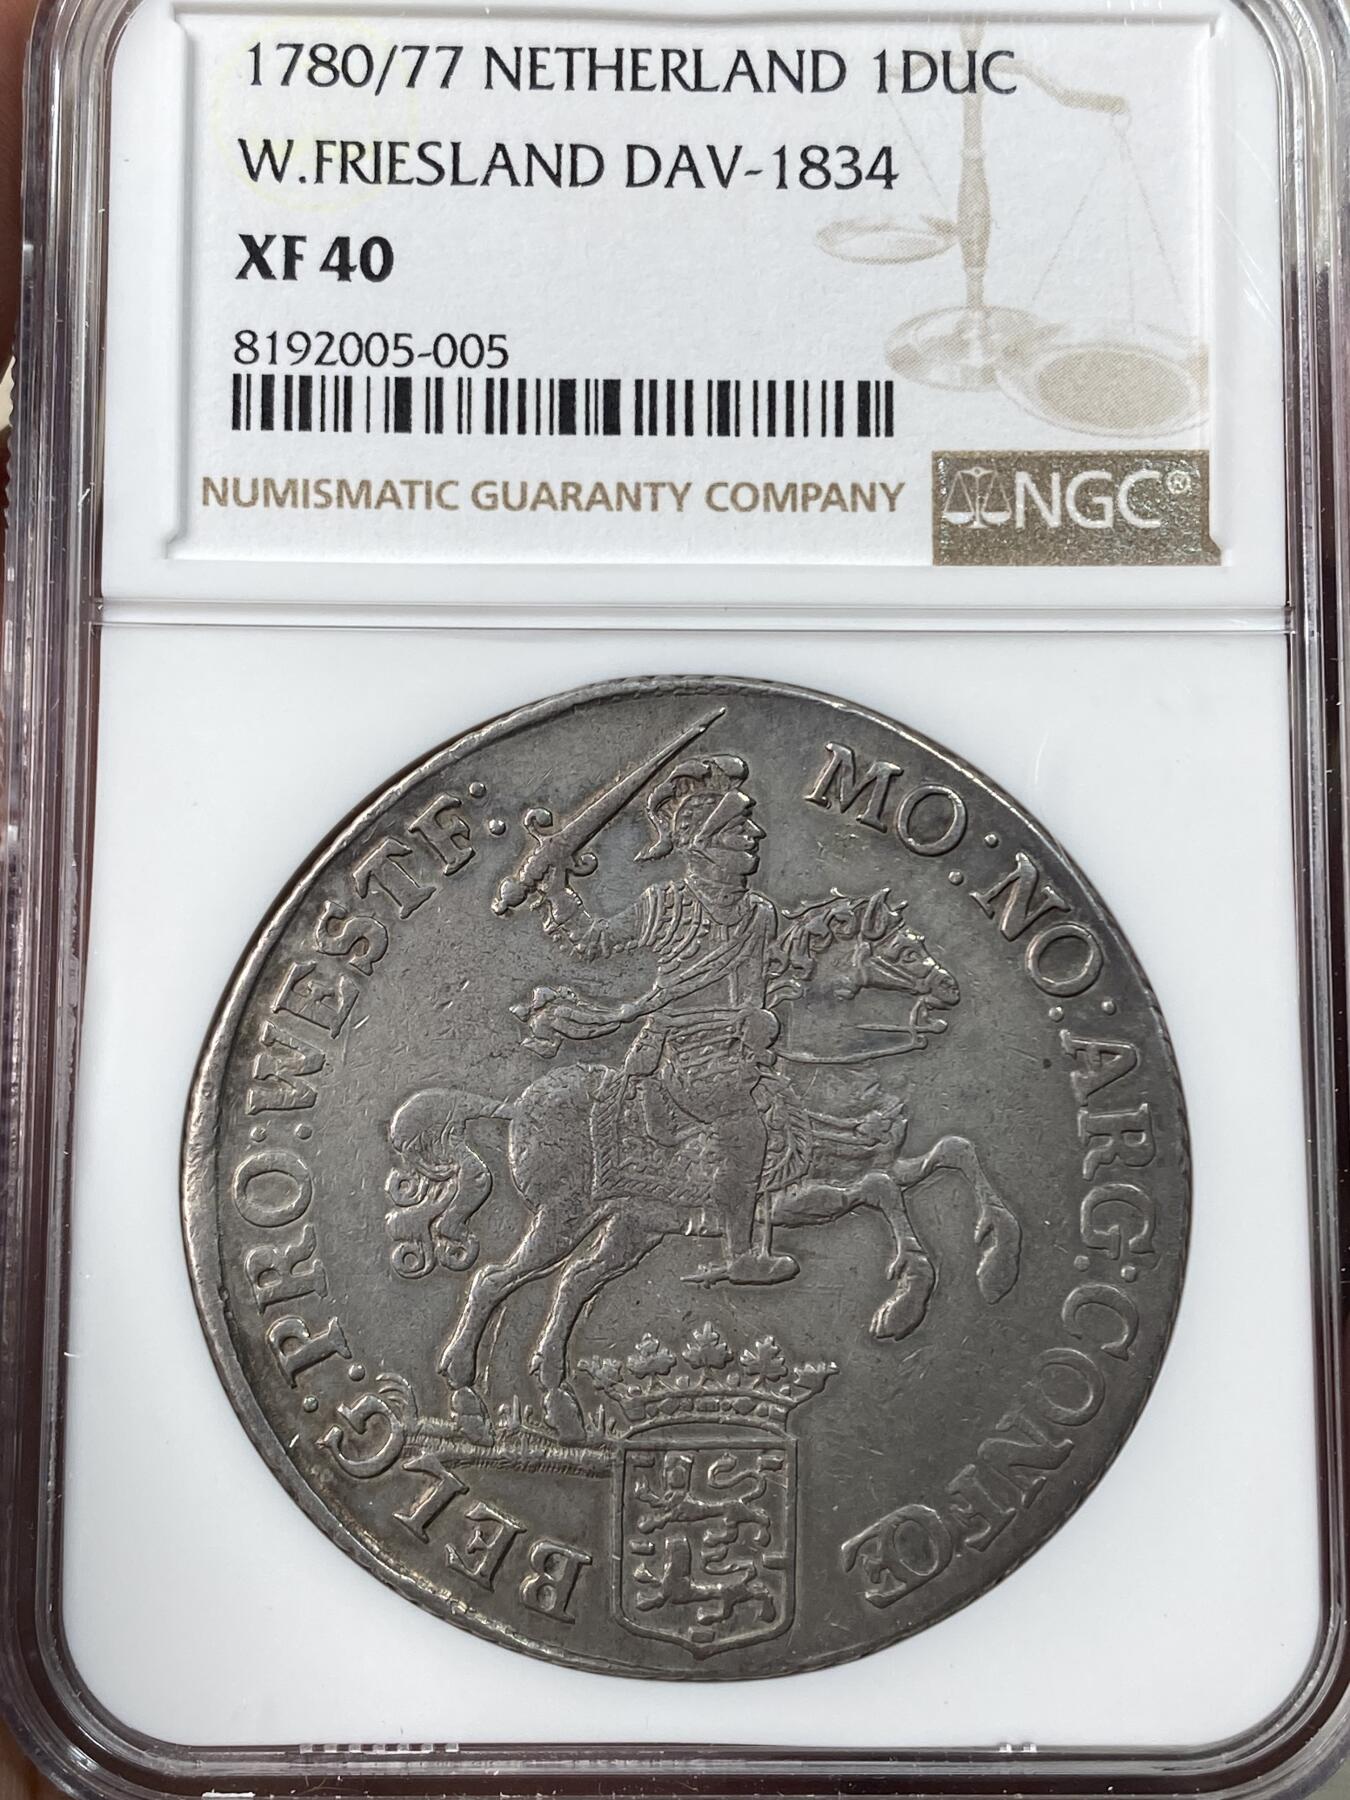 1780/77 NETHERLAND 1DUC
W.FRIESLAND DAV-1834
XF 40
8192005-005
NUMISMATIC GUARANTY COMPANY
NGC®
MO:NO:ARG:CONFOE
BELG:PRO:WESTF: